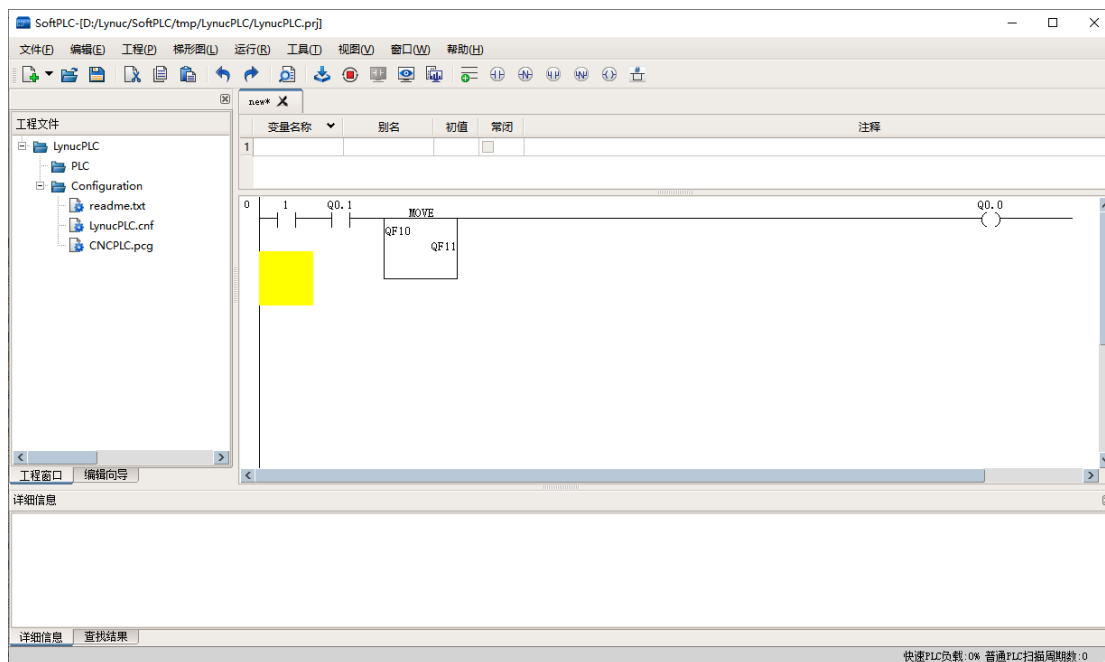 SoftPLC-[D:/Lynuc/SoftPLC/tmp/LynucPLC/LynucPLC.prj]
文件(F) 编辑(E) 工程(P) 梯形图(L) 运行(R) 工具(T) 视图(V) 窗口(W) 帮助(H)
new*
工程文件
LynucPLC
PLC
Configuration
readme.txt
LynucPLC.cnf
CNCPLC.pcg
工程窗口 编辑向导
变量名称 别名 初值 常闭 注释
1
0 1 Q0.1 MOVE Q0.0
QF10
QF11
详细信息
详细信息 查找结果
快速PLC负载:0% 普通PLC扫描周期数:0